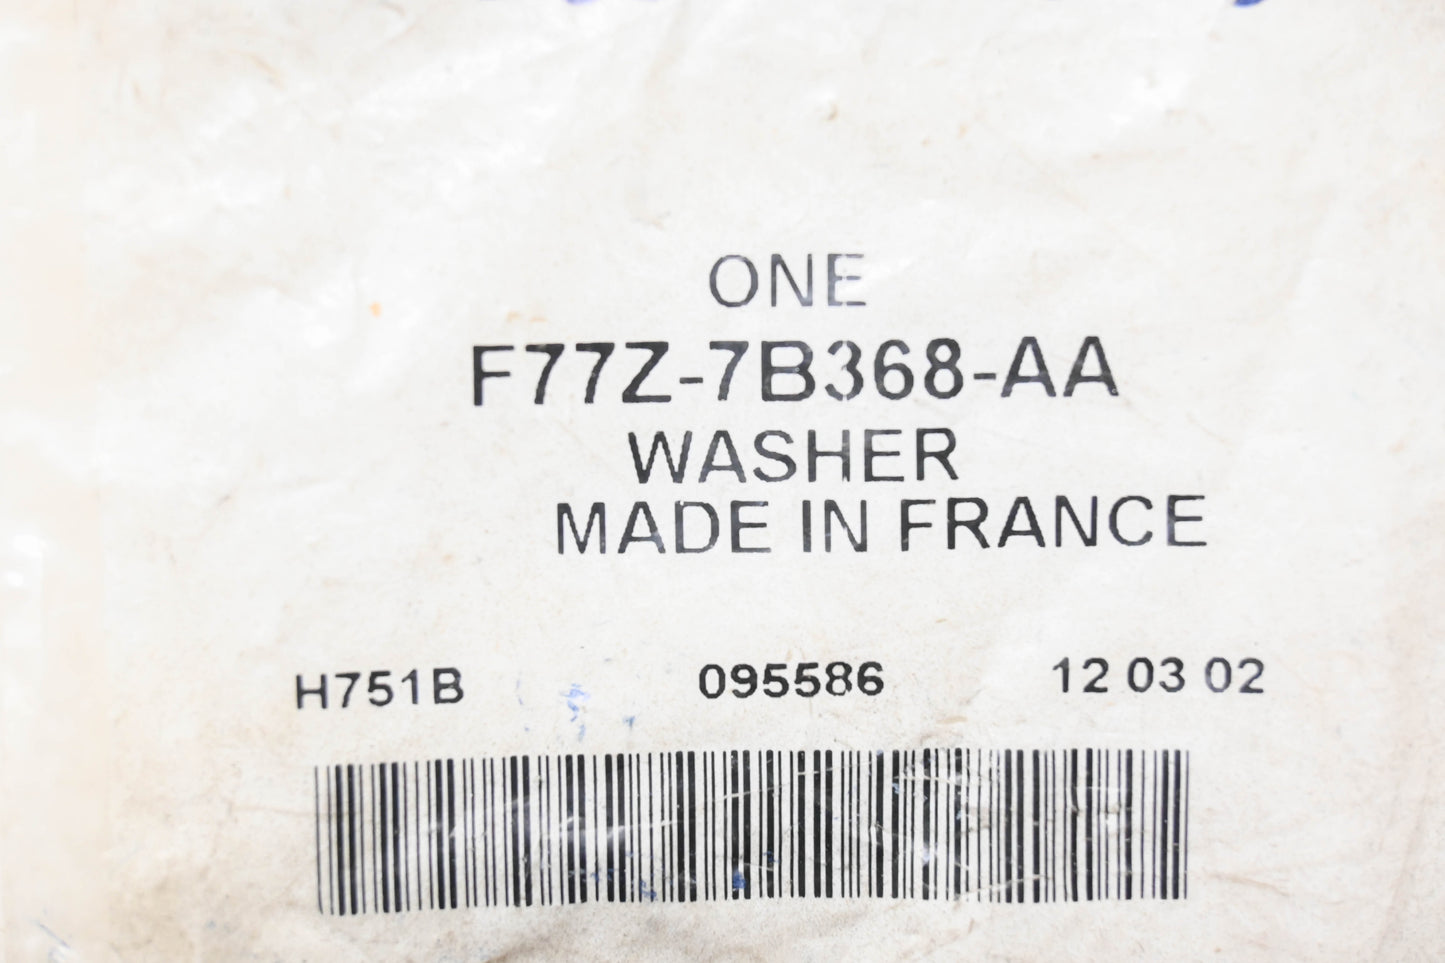 ONE
F77Z-7B368-AA
WASHER
MADE IN FRANCE
H751B 095586 12 03 02